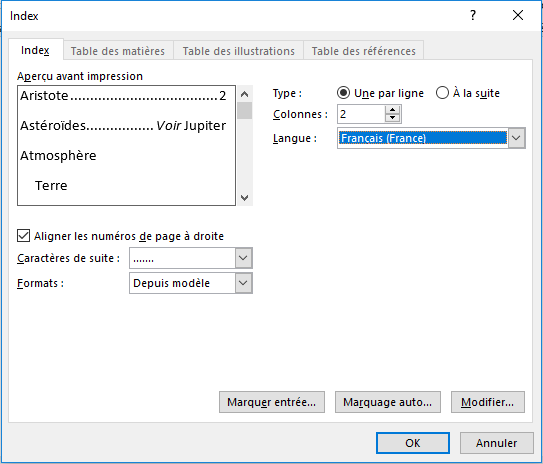 Index
? 
Index Table des matières Table des illustrations Table des références
Aperçu avant impression
Aristote.....................................2
Astéroïdes................. Voir Jupiter
Atmosphère
Terre
Type : Une par ligne À la suite
Colonnes : 2
Langue : Français (France)
Aligner les numéros de page à droite
Caractères de suite : .......
Formats : Depuis modèle
Marquer entrée... Marquage auto... Modifier...
OK Annuler